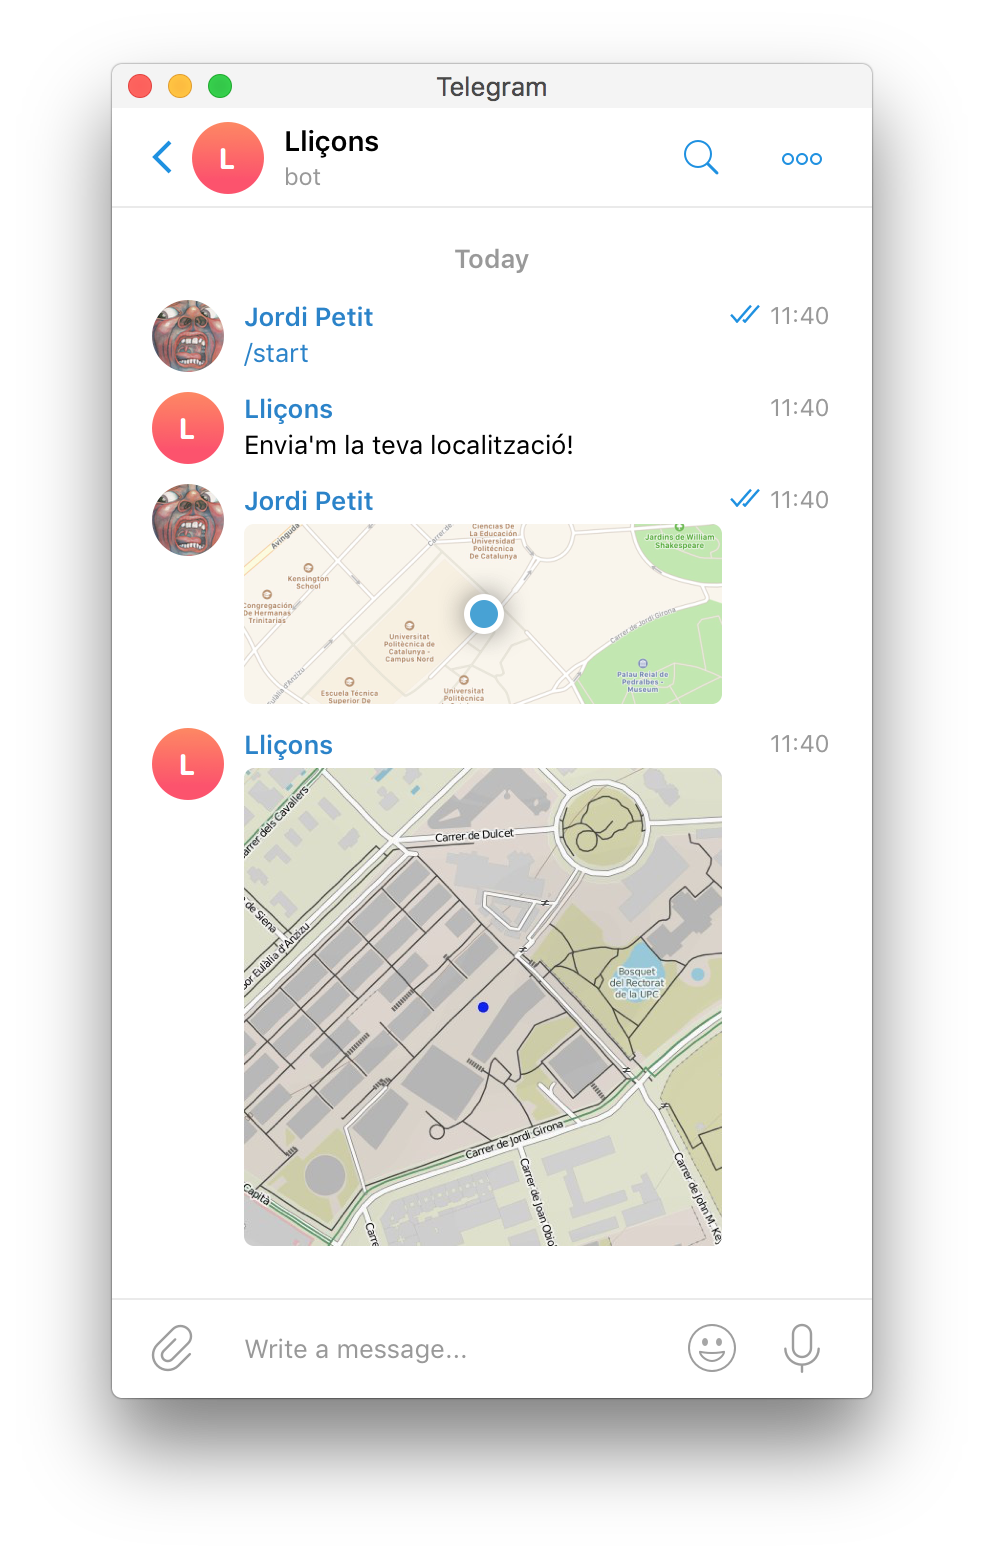 Telegram
L
Lliçons
bot
Today
Jordi Petit
11:40
/start
L
Lliçons
11:40
Envia'm la teva localització!
Jordi Petit
11:40
Avinguda
Carrer de
Ciencias De
La Educación
Universidad
Politécnica
De Catalunya
Jardins de William
Shakespeare
Kensington
School
Congregación
De Hermanas
Trinitarias
Universitat
Politècnica de
Catalunya -
Campus Nord
Carrer de Jordi Girona
Palau Reial de
Pedralbes -
Museum
Eulàlia d'Anzizu
Escuela Técnica
Superior De
Universitat
Politècnica
L
Lliçons
11:40
arrer dels Cavallers
Carrer de Dulcet
de Siena
or Eulàlia d'Anzizu
Bosquet
del Rectorat
de la UPC
Carrer de Jordi Girona
Capità
Carre
Carrer de Joan Obiol
Carrer de John M. Ke
Write a message...